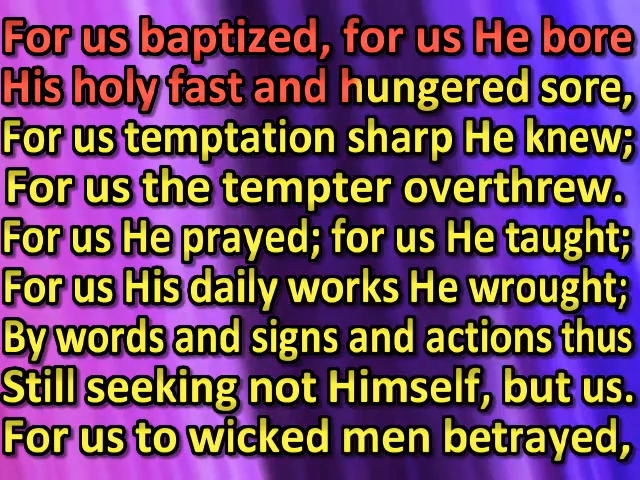 For us baptized, for us He bore
His holy fast and hungered sore,
For us temptation sharp He knew;
For us the tempter overthrew.
For us He prayed; for us He taught;
For us His daily works He wrought;
By words and signs and actions thus
Still seeking not Himself, but us.
For us to wicked men betrayed,